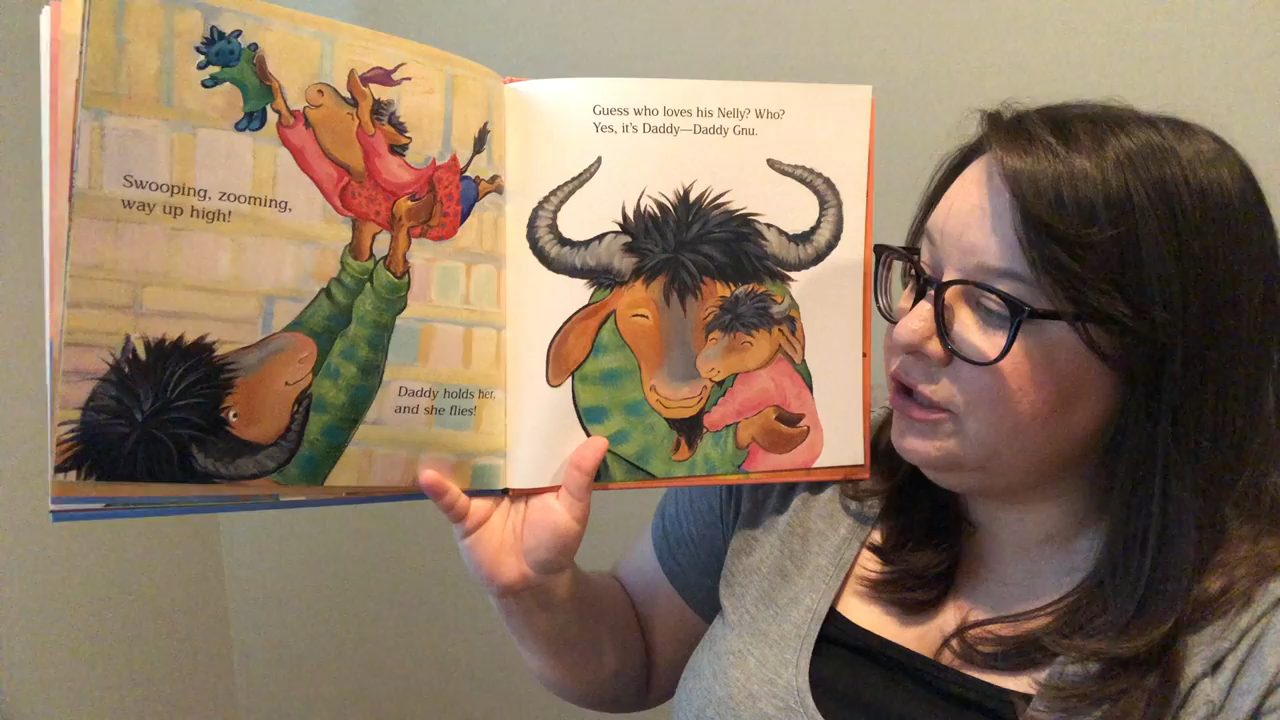 Swooping, zooming,
way up high!
Daddy holds her,
and she flies!
Guess who loves his Nelly? Who?
Yes, it's Daddy—Daddy Gnu.